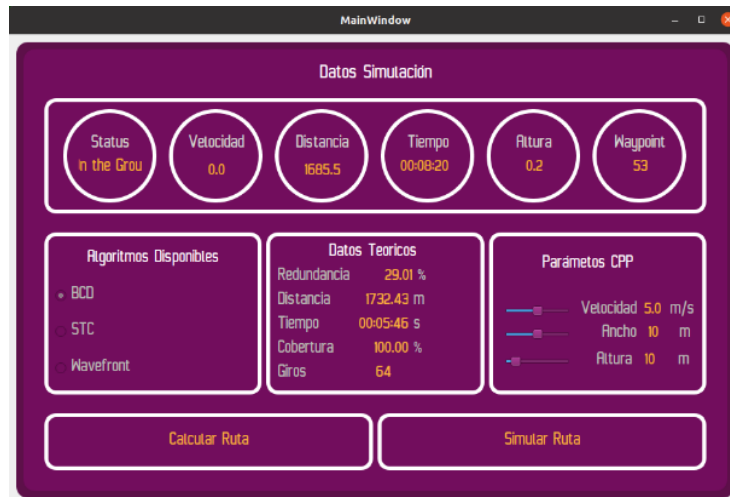 MainWindow
Datos Simulación
Status Velocidad Distancia Tiempo Altura Waypoint
n the Grou 0.0 1685.5 00:08:20 0.2 53
Algoritmos Disponibles
BCD
STC
Wavefront
Datos Teoricos
Redundancia 29.01 %
Distancia 1732.43 m
Tiempo 00:05:46 s
Cobertura 100.00 %
Giros 64
Parámetos CPP
Velocidad 5.0 m/s
Ancho 10 m
Altura 10 m
Calcular Ruta Simular Ruta